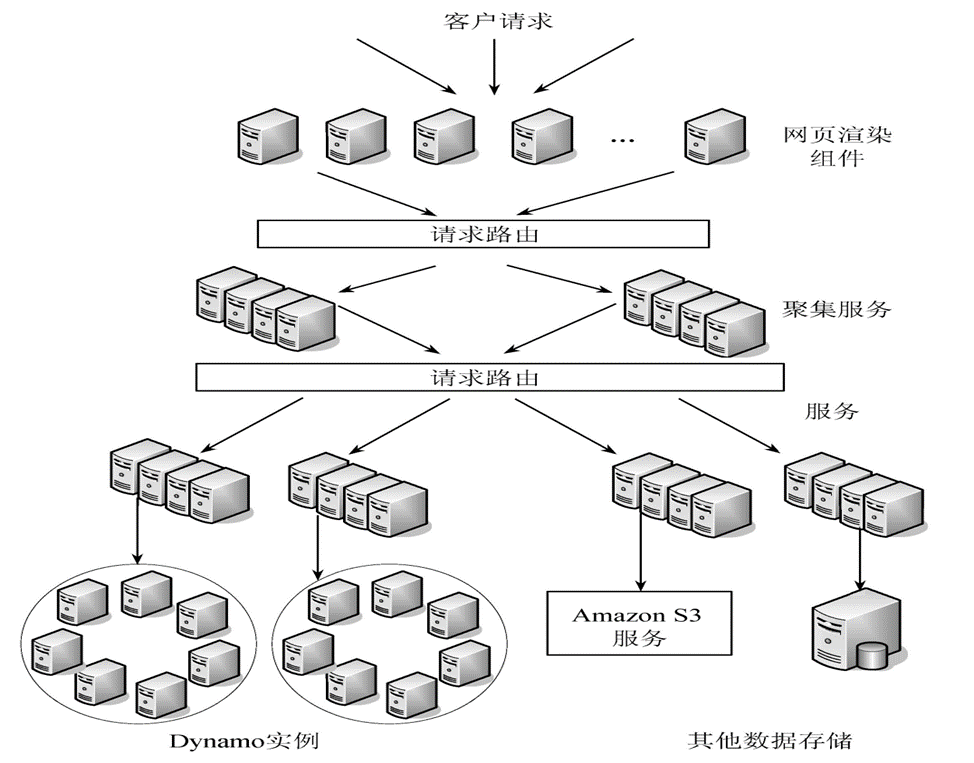 客户请求
...
网页渲染
组件
请求路由
聚集服务
请求路由
服务
Amazon S3
服务
Dynamo实例
其他数据存储